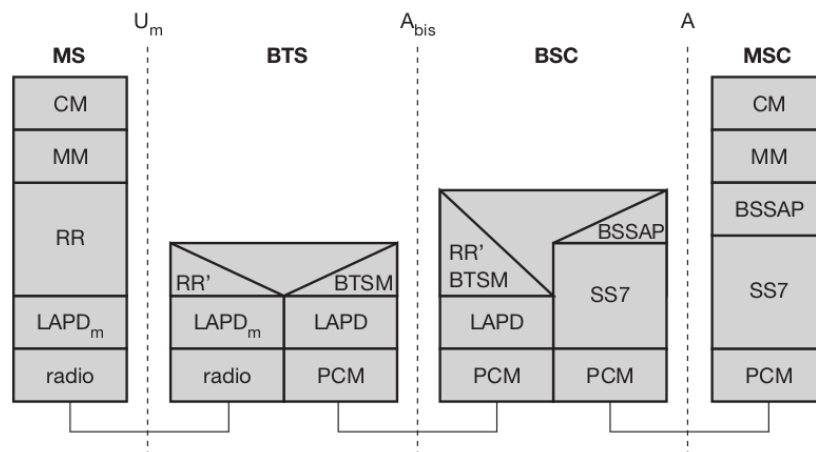 Uₘ
A_bis
A
MS
BTS
BSC
MSC
CM
MM
RR
LAPDₘ
radio
RR’
BTSM
LAPDₘ
LAPD
radio
PCM
RR’
BTSM
BSSAP
LAPD
SS7
PCM
PCM
CM
MM
BSSAP
SS7
PCM